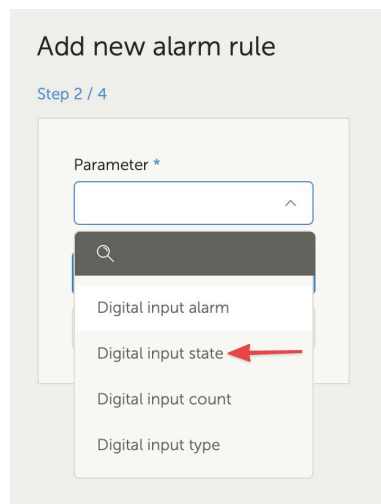 Add new alarm rule
Step 2 / 4
Parameter *
Digital input alarm
Digital input state
Digital input count
Digital input type